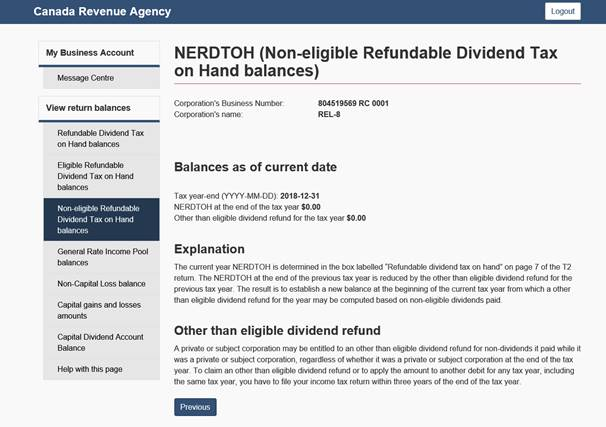 Canada Revenue Agency
Logout
My Business Account
Message Centre
View return balances
Refundable Dividend Tax
on Hand balances
Eligible Refundable
Dividend Tax on Hand
balances
Non-eligible Refundable
Dividend Tax on Hand
balances
General Rate Income Pool
balances
Non-Capital Loss balance
Capital gains and losses
amounts
Capital Dividend Account
Balance
Help with this page
NERDTOH (Non-eligible Refundable Dividend Tax
on Hand balances)
Corporation's Business Number: 804519569 RC 0001
Corporation's name: REL-8
Balances as of current date
Tax year-end (YYYY-MM-DD): 2018-12-31
NERDTOH at the end of the tax year $0.00
Other than eligible dividend refund for the tax year $0.00
Explanation
The current year NERDTOH is determined in the box labelled "Refundable dividend tax on hand" on page 7 of the T2
return. The NERDTOH at the end of the previous tax year is reduced by the other than eligible dividend refund for the
previous tax year. The result is to establish a new balance at the beginning of the current tax year from which a other
than eligible dividend refund for the year may be computed based on non-eligible dividends paid.
Other than eligible dividend refund
A private or subject corporation may be entitled to an other than eligible dividend refund for non-dividends it paid while it
was a private or subject corporation, regardless of whether it was a private or subject corporation at the end of the tax
year. To claim an other than eligible dividend refund or to apply the amount to another debit for any tax year, including
the same tax year, you have to file your income tax return within three years of the end of the tax year.
Previous